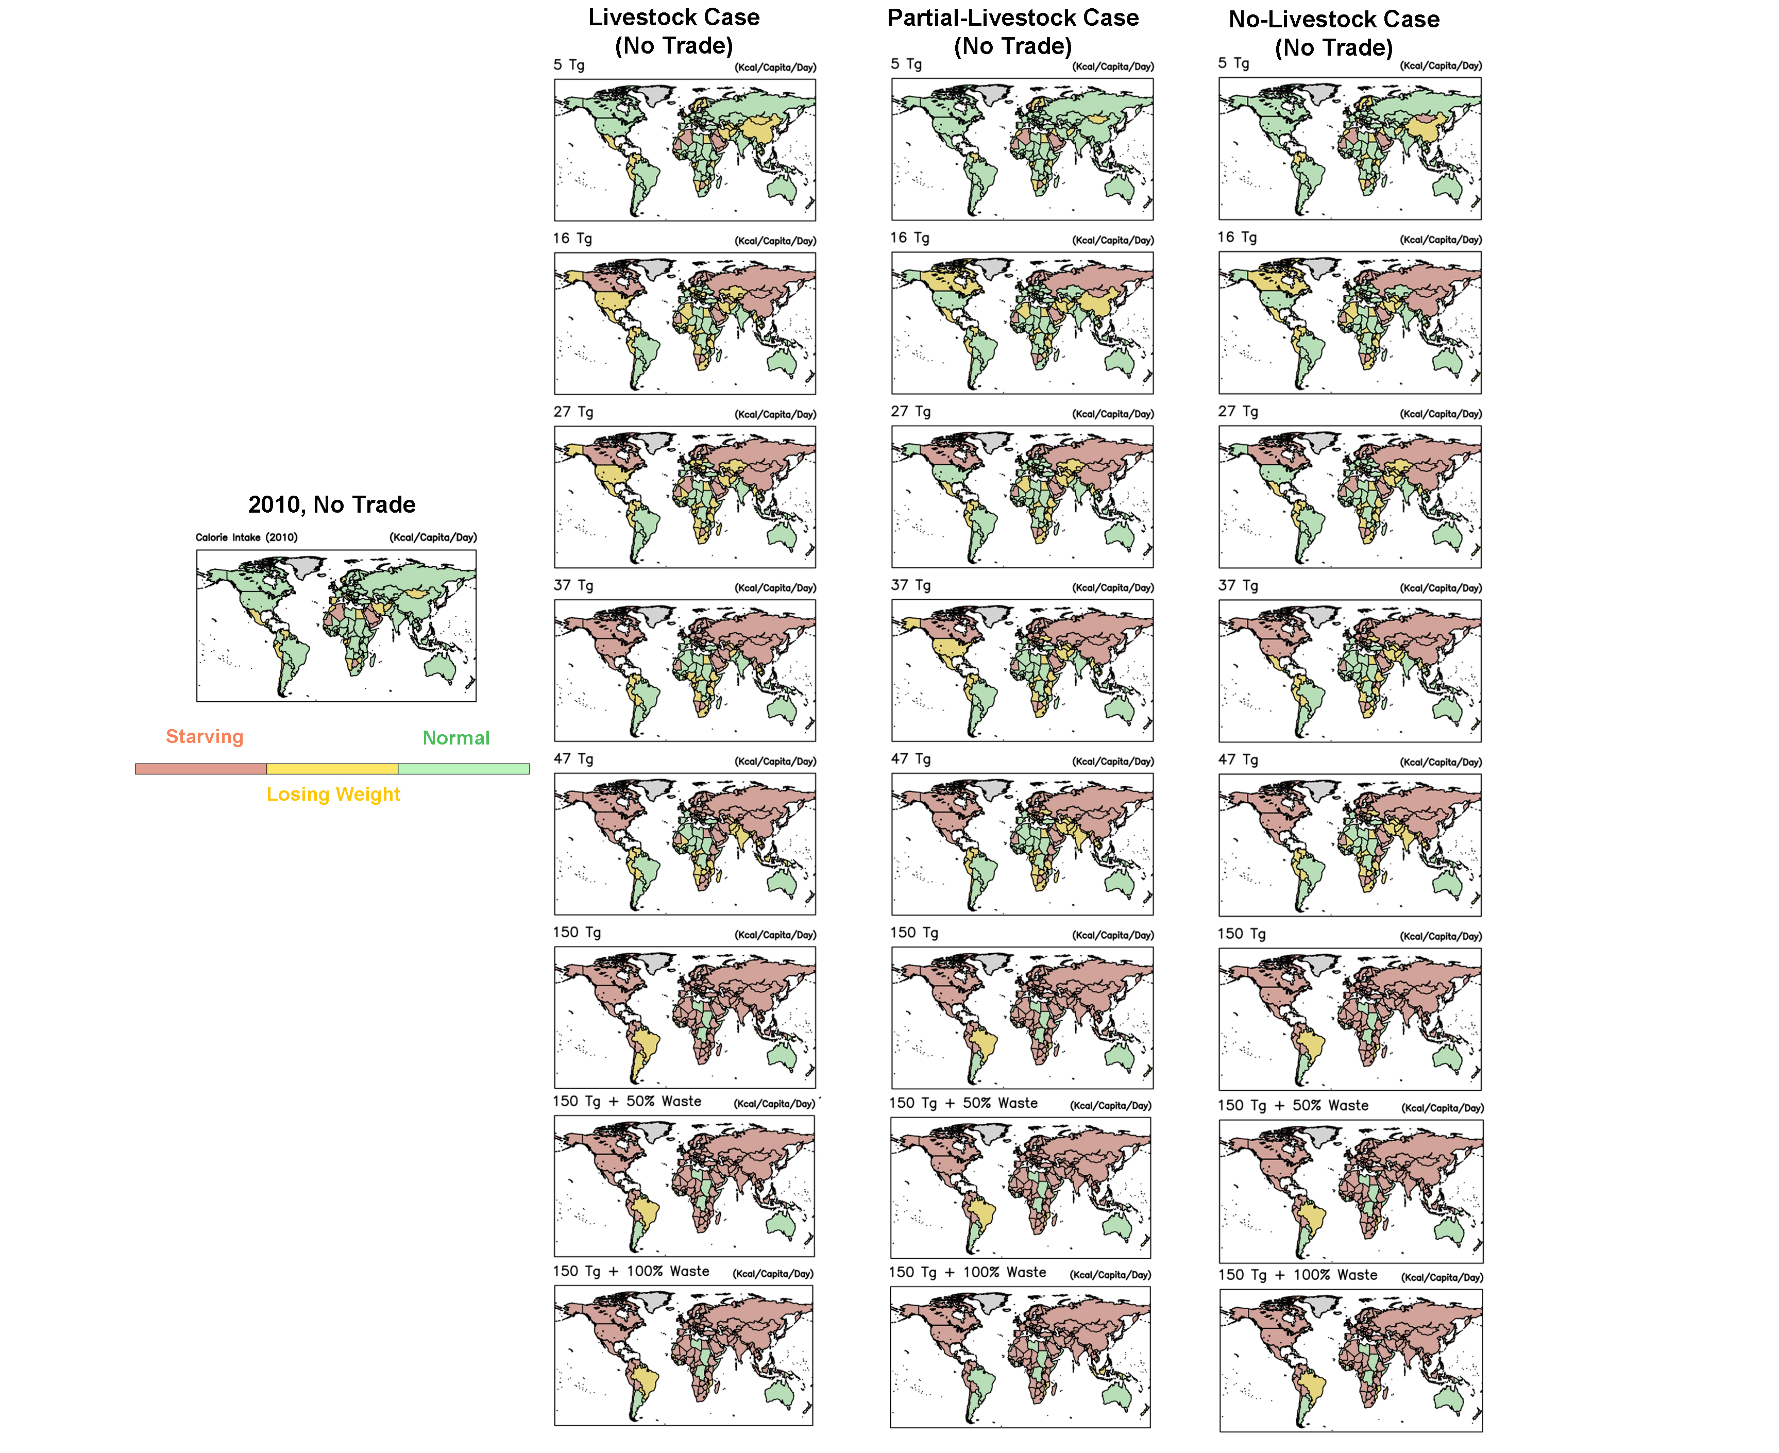 Livestock Case
(No Trade)
Partial-Livestock Case
(No Trade)
No-Livestock Case
(No Trade)
5 Tg (Kcal/Capita/Day)
5 Tg (Kcal/Capita/Day)
5 Tg (Kcal/Capita/Day)
16 Tg (Kcal/Capita/Day)
16 Tg (Kcal/Capita/Day)
16 Tg (Kcal/Capita/Day)
27 Tg (Kcal/Capita/Day)
27 Tg (Kcal/Capita/Day)
27 Tg (Kcal/Capita/Day)
2010, No Trade
Calorie Intake (2010) (Kcal/Capita/Day)
Starving
Normal
Losing Weight
37 Tg (Kcal/Capita/Day)
37 Tg (Kcal/Capita/Day)
37 Tg (Kcal/Capita/Day)
47 Tg (Kcal/Capita/Day)
47 Tg (Kcal/Capita/Day)
47 Tg (Kcal/Capita/Day)
150 Tg (Kcal/Capita/Day)
150 Tg (Kcal/Capita/Day)
150 Tg (Kcal/Capita/Day)
150 Tg + 50% Waste (Kcal/Capita/Day)
150 Tg + 50% Waste (Kcal/Capita/Day)
150 Tg + 50% Waste (Kcal/Capita/Day)
150 Tg + 100% Waste (Kcal/Capita/Day)
150 Tg + 100% Waste (Kcal/Capita/Day)
150 Tg + 100% Waste (Kcal/Capita/Day)